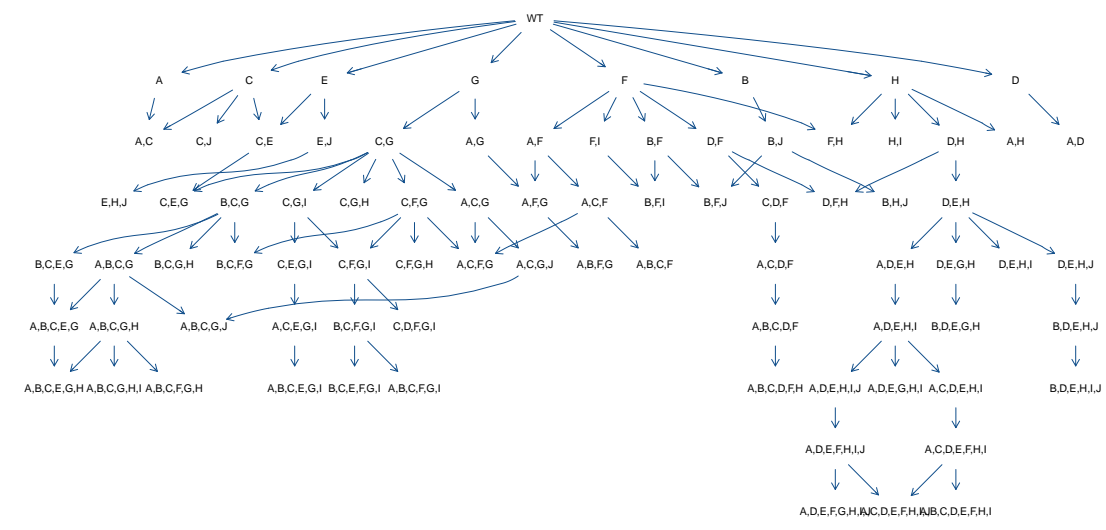 WT
A C E G F B H D
A,C C,J C,E E,J C,G A,G A,F F,I B,F D,F B,J F,H H,I D,H A,H A,D
E,H,J C,E,G B,C,G C,G,I C,G,H C,F,G A,C,G A,F,G A,C,F B,F,I B,F,J C,D,F D,F,H B,H,J D,E,H
B,C,E,G A,B,C,G B,C,G,H B,C,F,G C,E,G,I C,F,G,I C,F,G,H A,C,F,G A,C,G,J A,B,F,G A,B,C,F A,C,D,F A,D,E,H D,E,G,H D,E,H,I D,E,H,J
A,B,C,E,G A,B,C,G,H A,B,C,G,J A,C,E,G,I B,C,F,G,I C,D,F,G,I A,B,C,D,F A,D,E,H,I B,D,E,G,H B,D,E,H,J
A,B,C,E,G,H A,B,C,G,H,I A,B,C,F,G,H A,B,C,E,G,I B,C,E,F,G,I A,B,C,F,G,I A,B,C,D,F,H A,D,E,H,I,J A,D,E,G,H,I A,C,D,E,H,I B,D,E,H,I,J
A,D,E,F,H,I,J A,C,D,E,F,H,I
A,D,E,F,G,H,I,J A,C,D,E,F,H,I,J A,B,C,D,E,F,H,I